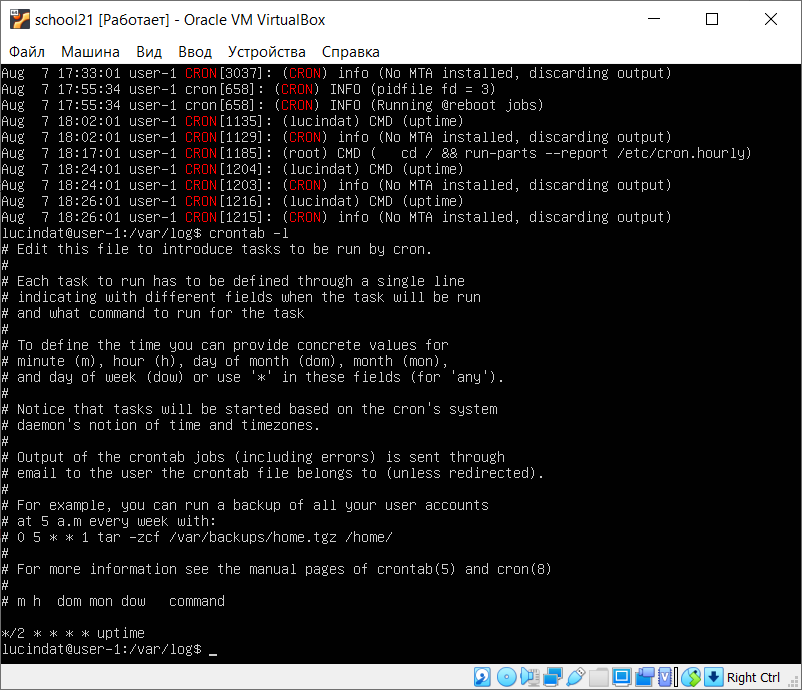 school21 [Работает] - Oracle VM VirtualBox
Файл Машина Вид Ввод Устройства Справка
Aug  7 17:33:01 user-1 CRON[3037]: (CRON) info (No MTA installed, discarding output)
Aug  7 17:55:34 user-1 cron[658]: (CRON) INFO (pidfile fd = 3)
Aug  7 17:55:34 user-1 cron[658]: (CRON) INFO (Running @reboot jobs)
Aug  7 18:02:01 user-1 CRON[1135]: (lucindat) CMD (uptime)
Aug  7 18:02:01 user-1 CRON[1129]: (CRON) info (No MTA installed, discarding output)
Aug  7 18:17:01 user-1 CRON[1185]: (root) CMD (   cd / && run-parts --report /etc/cron.hourly)
Aug  7 18:24:01 user-1 CRON[1204]: (lucindat) CMD (uptime)
Aug  7 18:24:01 user-1 CRON[1203]: (CRON) info (No MTA installed, discarding output)
Aug  7 18:26:01 user-1 CRON[1216]: (lucindat) CMD (uptime)
Aug  7 18:26:01 user-1 CRON[1215]: (CRON) info (No MTA installed, discarding output)
lucindat@user-1:/var/log$ crontab -l
# Edit this file to introduce tasks to be run by cron.
#
# Each task to run has to be defined through a single line
# indicating with different fields when the task will be run
# and what command to run for the task
#
# To define the time you can provide concrete values for
# minute (m), hour (h), day of month (dom), month (mon),
# and day of week (dow) or use '*' in these fields (for 'any').
#
# Notice that tasks will be started based on the cron's system
# daemon's notion of time and timezones.
#
# Output of the crontab jobs (including errors) is sent through
# email to the user the crontab file belongs to (unless redirected).
#
# For example, you can run a backup of all your user accounts
# at 5 a.m every week with:
# 0 5 * * 1 tar -zcf /var/backups/home.tgz /home/
#
# For more information see the manual pages of crontab(5) and cron(8)
#
# m h  dom mon dow   command
*/2 * * * * uptime
lucindat@user-1:/var/log$ _
Right Ctrl